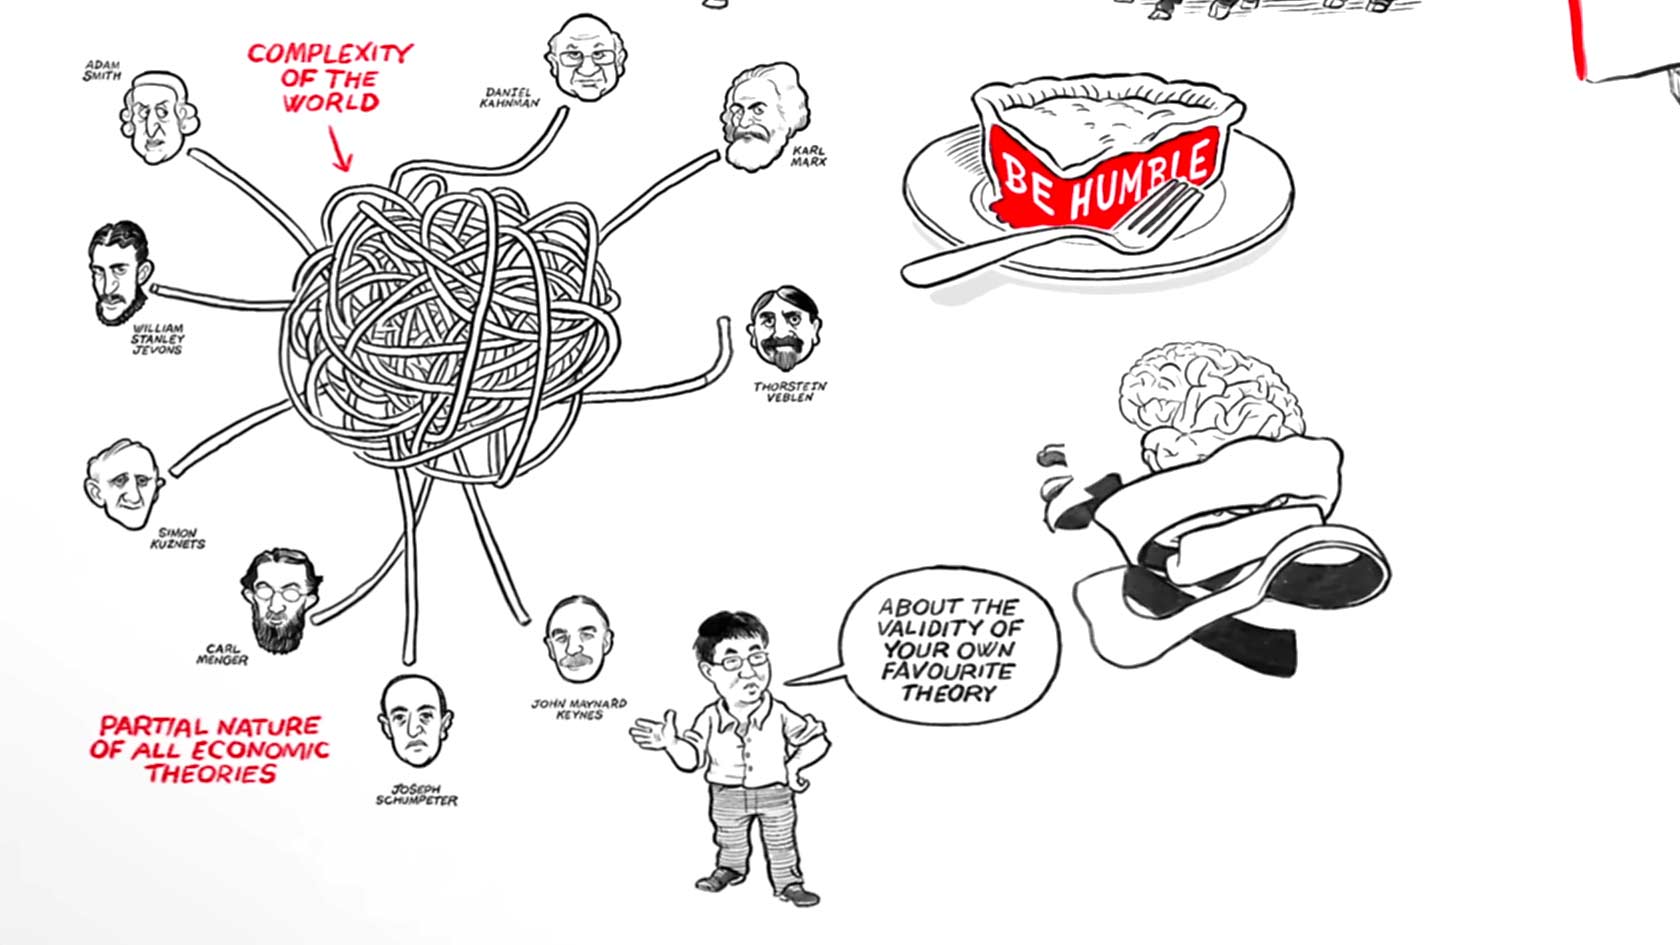 ADAM
SMITH
COMPLEXITY
OF THE
WORLD
DANIEL
KAHNMAN
KARL
MARX
BE HUMBLE
WILLIAM
STANLEY
JEVONS
THORSTEIN
VEBLEN
SIMON
KUZNETS
CARL
MENGER
JOHN MAYNARD
KEYNES
ABOUT THE
VALIDITY OF
YOUR OWN
FAVOURITE
THEORY
PARTIAL NATURE
OF ALL ECONOMIC
THEORIES
JOSEPH
SCHUMPETER